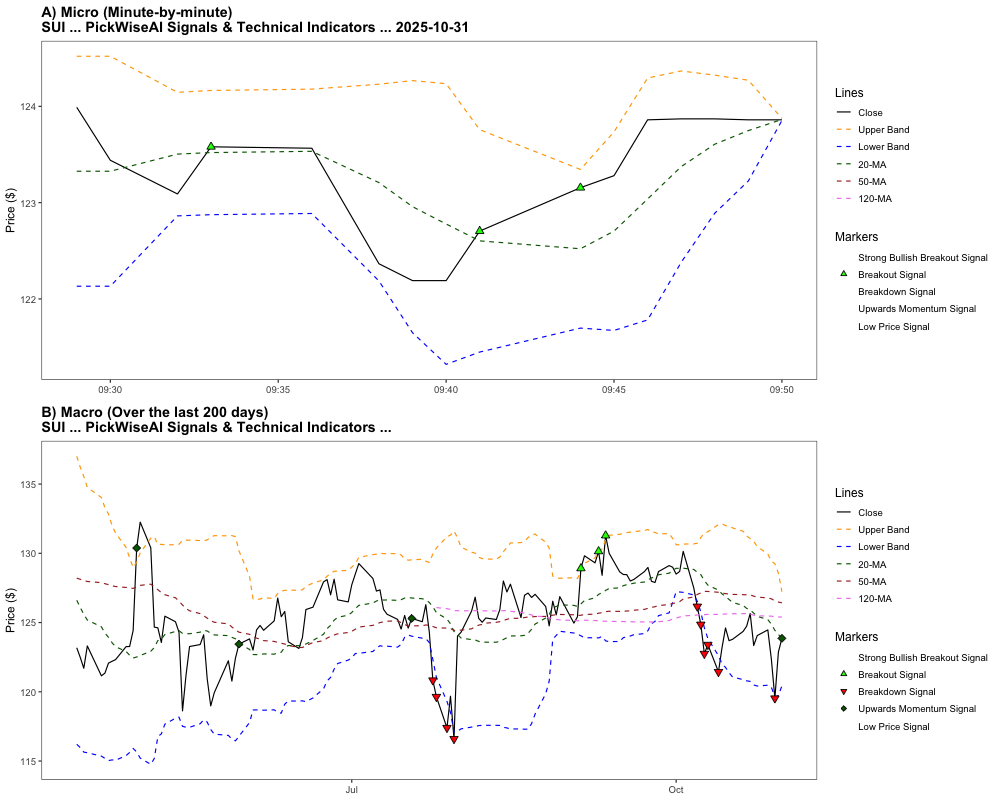 A) Micro (Minute-by-minute)
SUI ... PickWiseAI Signals & Technical Indicators ... 2025-10-31
Price ($)
124
123
122
09:30
09:35
09:40
09:45
09:50
Lines
Close
Upper Band
Lower Band
20-MA
50-MA
120-MA
Markers
Strong Bullish Breakout Signal
Breakout Signal
Breakdown Signal
Upwards Momentum Signal
Low Price Signal
B) Macro (Over the last 200 days)
SUI ... PickWiseAI Signals & Technical Indicators ...
Price ($)
135
130
125
120
115
Jul
Oct
Lines
Close
Upper Band
Lower Band
20-MA
50-MA
120-MA
Markers
Strong Bullish Breakout Signal
Breakout Signal
Breakdown Signal
Upwards Momentum Signal
Low Price Signal